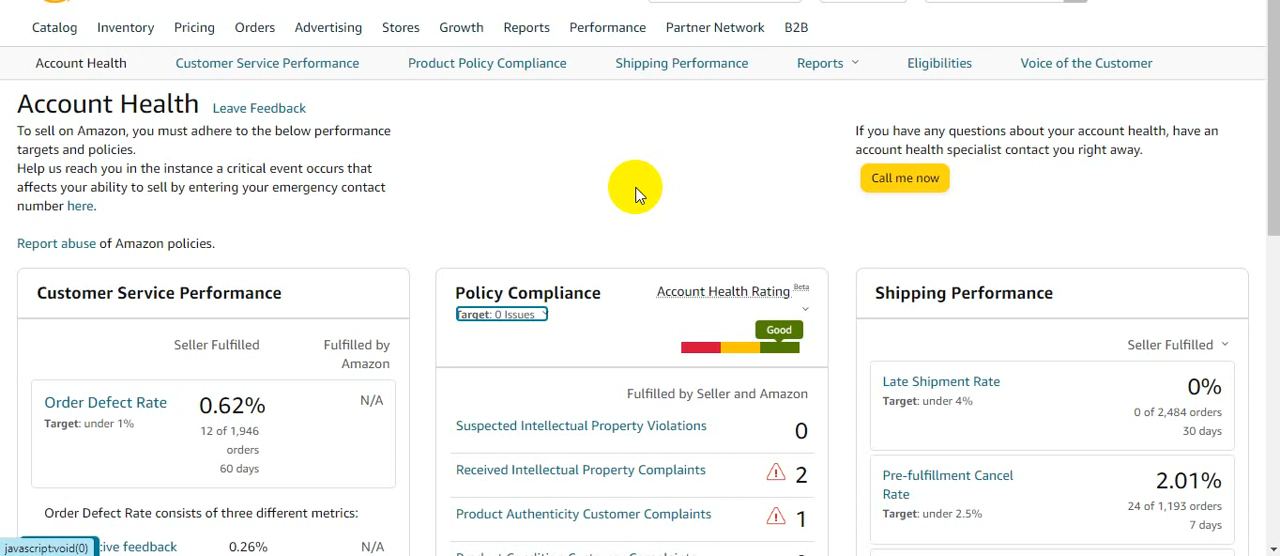 Catalog Inventory Pricing Orders Advertising Stores Growth Reports Performance Partner Network B2B
Account Health Customer Service Performance Product Policy Compliance Shipping Performance Reports Eligibilities Voice of the Customer
Account Health Leave Feedback
To sell on Amazon, you must adhere to the below performance
targets and policies.
Help us reach you in the instance a critical event occurs that
affects your ability to sell by entering your emergency contact
number here.
Report abuse of Amazon policies.
If you have any questions about your account health, have an
account health specialist contact you right away.
Call me now
Customer Service Performance
Seller Fulfilled Fulfilled by
Amazon
Order Defect Rate 0.62% N/A
Target: under 1%
12 of 1,946
orders
60 days
Order Defect Rate consists of three different metrics:
tive feedback 0.26% N/A
javascript:void(0)
Policy Compliance Account Health Rating Beta
Target: 0 Issues
Good
Fulfilled by Seller and Amazon
Suspected Intellectual Property Violations 0
Received Intellectual Property Complaints 2
Product Authenticity Customer Complaints 1
Product Condition Customer Complaints
Shipping Performance
Seller Fulfilled
Late Shipment Rate 0%
Target: under 4%
0 of 2,484 orders
30 days
Pre-fulfillment Cancel
Rate 2.01%
Target: under 2.5%
24 of 1,193 orders
7 days